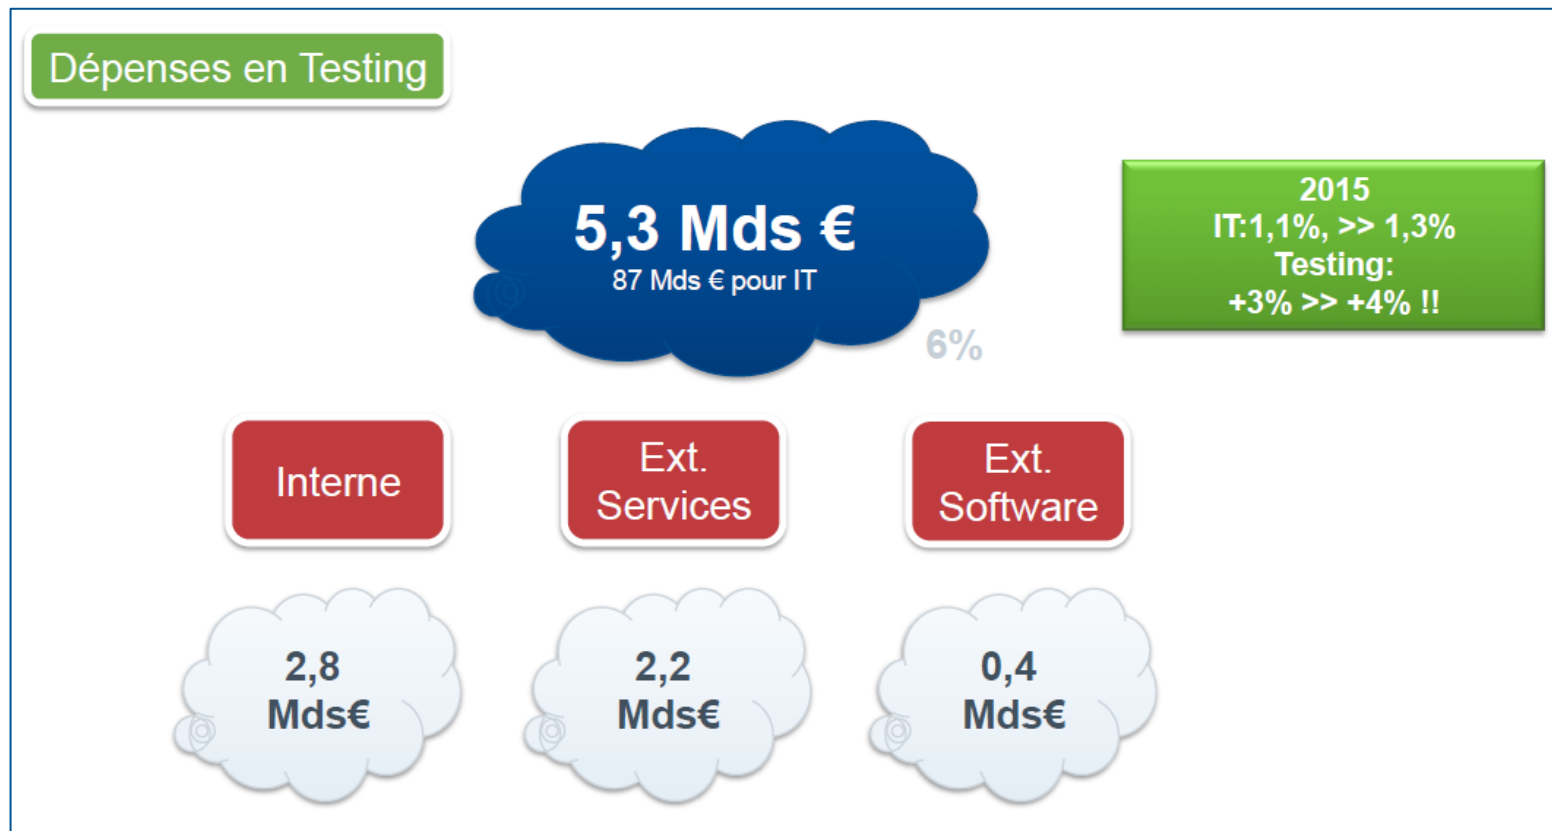 Dépenses en Testing
5,3 Mds €
87 Mds € pour IT
6%
2015
IT:1,1%, >> 1,3%
Testing:
+3% >> +4% !!
Interne
Ext.
Services
Ext.
Software
2,8
Mds€
2,2
Mds€
0,4
Mds€